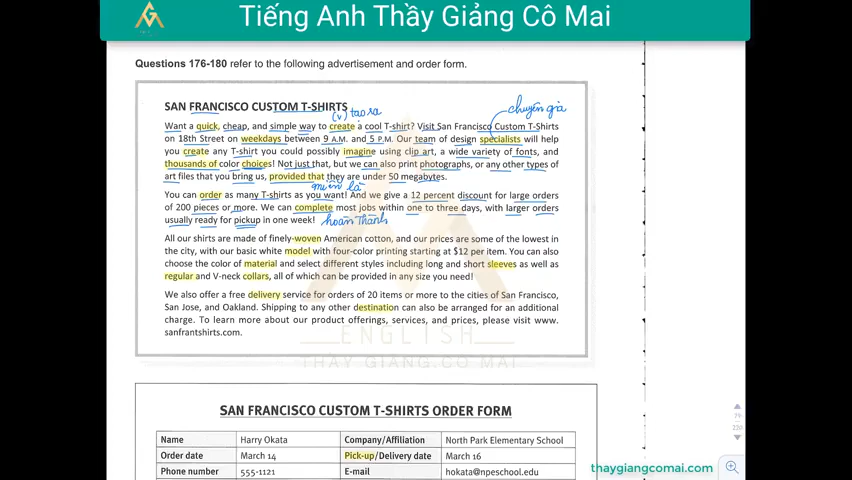 Tiếng Anh Thầy Giảng Cô Mai
Questions 176-180 refer to the following advertisement and order form.
SAN FRANCISCO CUSTOM T-SHIRTS
(v) tạo ra
chuyên gia
Want a quick, cheap, and simple way to create a cool T-shirt? Visit San Francisco Custom T-Shirts
on 18th Street on weekdays between 9 A.M. and 5 P.M. Our team of design specialists will help
you create any T-shirt you could possibly imagine using clip art, a wide variety of fonts, and
thousands of color choices! Not just that, but we can also print photographs, or any other types of
art files that you bring us, provided that they are under 50 megabytes.
miễn là
You can order as many T-shirts as you want! And we give a 12 percent discount for large orders
of 200 pieces or more. We can complete most jobs within one to three days, with larger orders
usually ready for pickup in one week!
hoàn thành
All our shirts are made of finely-woven American cotton, and our prices are some of the lowest in
the city, with our basic white model with four-color printing starting at $12 per item. You can also
choose the color of material and select different styles including long and short sleeves as well as
regular and V-neck collars, all of which can be provided in any size you need!
We also offer a free delivery service for orders of 20 items or more to the cities of San Francisco,
San Jose, and Oakland. Shipping to any other destination can also be arranged for an additional
charge. To learn more about our product offerings, services, and prices, please visit www.
sanfrantshirts.com.
ENGLISH
THAY GIANG.CO MAI
SAN FRANCISCO CUSTOM T-SHIRTS ORDER FORM
Name Harry Okata Company/Affiliation North Park Elementary School
Order date March 14 Pick-up/Delivery date March 16
Phone number 555-1121 E-mail hokata@npeschool.edu
thaygiangcomai.com